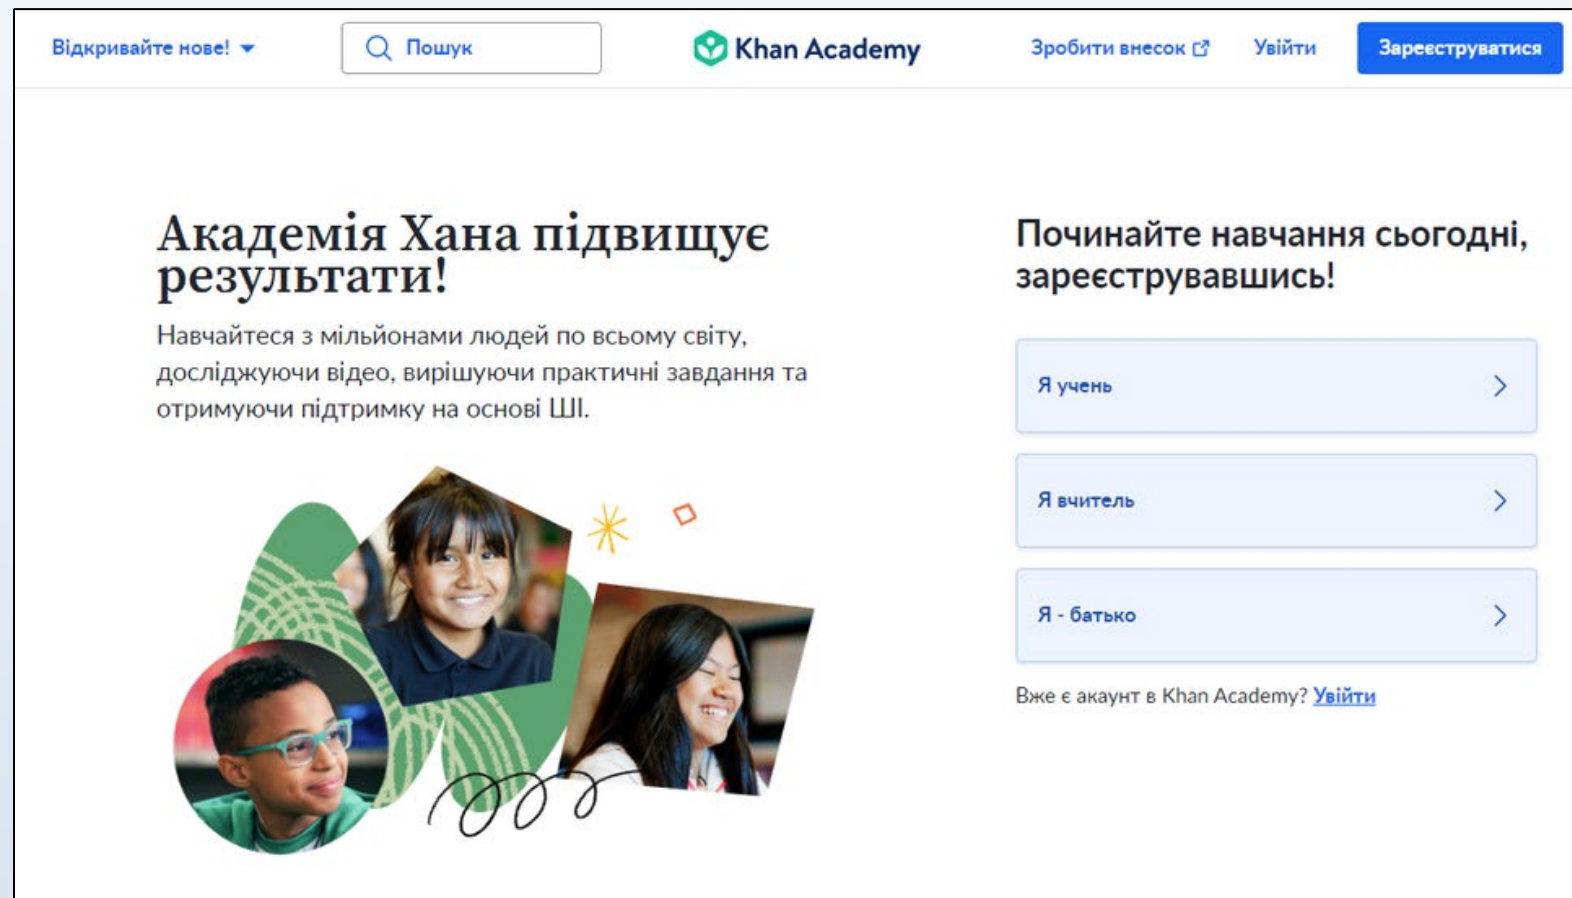 Відкривайте нове!
Пошук
Khan Academy
Зробити внесок
Увійти
Зареєструватися
Академія Хана підвищує
результати!
Навчайтеся з мільйонами людей по всьому світу,
досліджуючи відео, вирішуючи практичні завдання та
отримуючи підтримку на основі ШІ.
Починайте навчання сьогодні,
зареєструвавшись!
Я учень
Я вчитель
Я - батько
Вже є акаунт в Khan Academy? Увійти